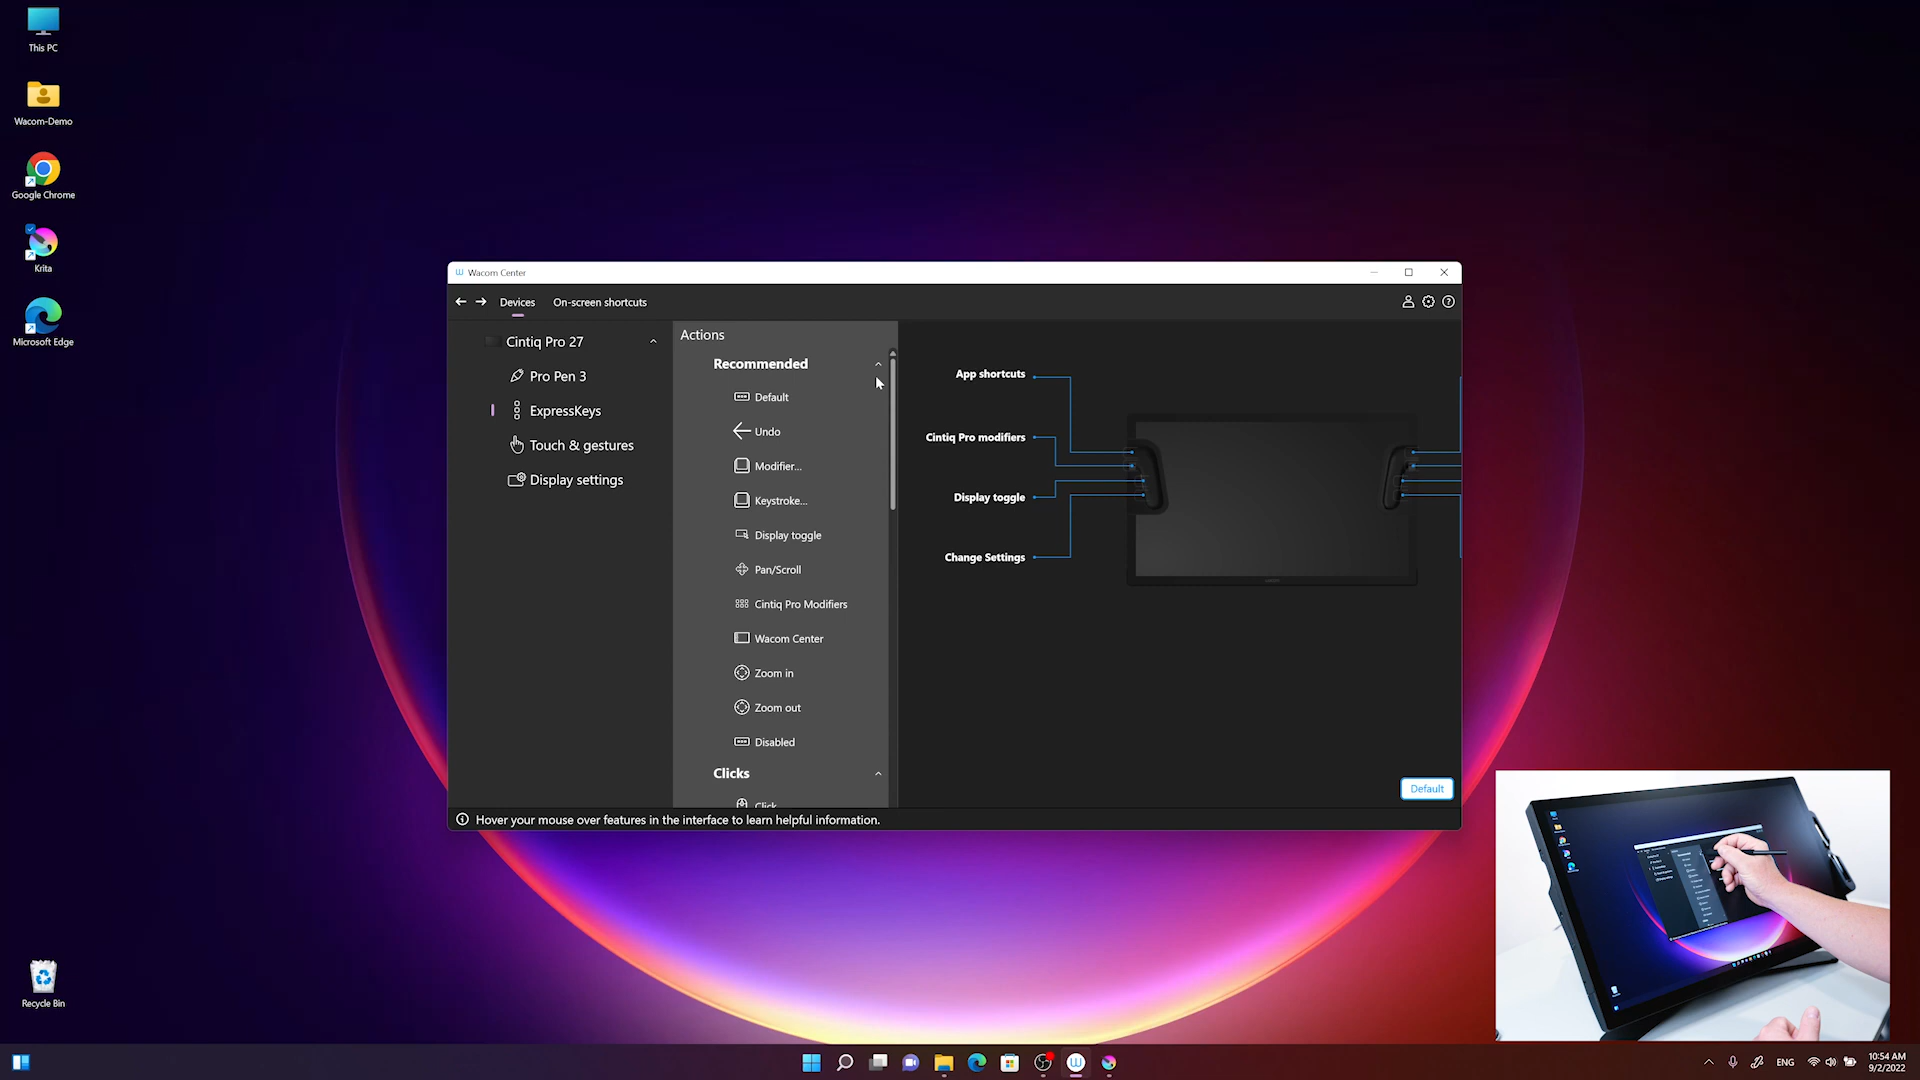 This PC
Wacom-Demo
Google Chrome
Krita
Microsoft Edge
Recycle Bin
Wacom Center
Devices
On-screen shortcuts
Cintiq Pro 27
Pro Pen 3
ExpressKeys
Touch & gestures
Display settings
Actions
Recommended
Default
Undo
Modifier...
Keystroke...
Display toggle
Pan/Scroll
Cintiq Pro Modifiers
Wacom Center
Zoom in
Zoom out
Disabled
Clicks
Click
App shortcuts
Cintiq Pro modifiers
Display toggle
Change Settings
Default
Hover your mouse over features in the interface to learn helpful information.
ENG
10:54 AM
9/2/2022